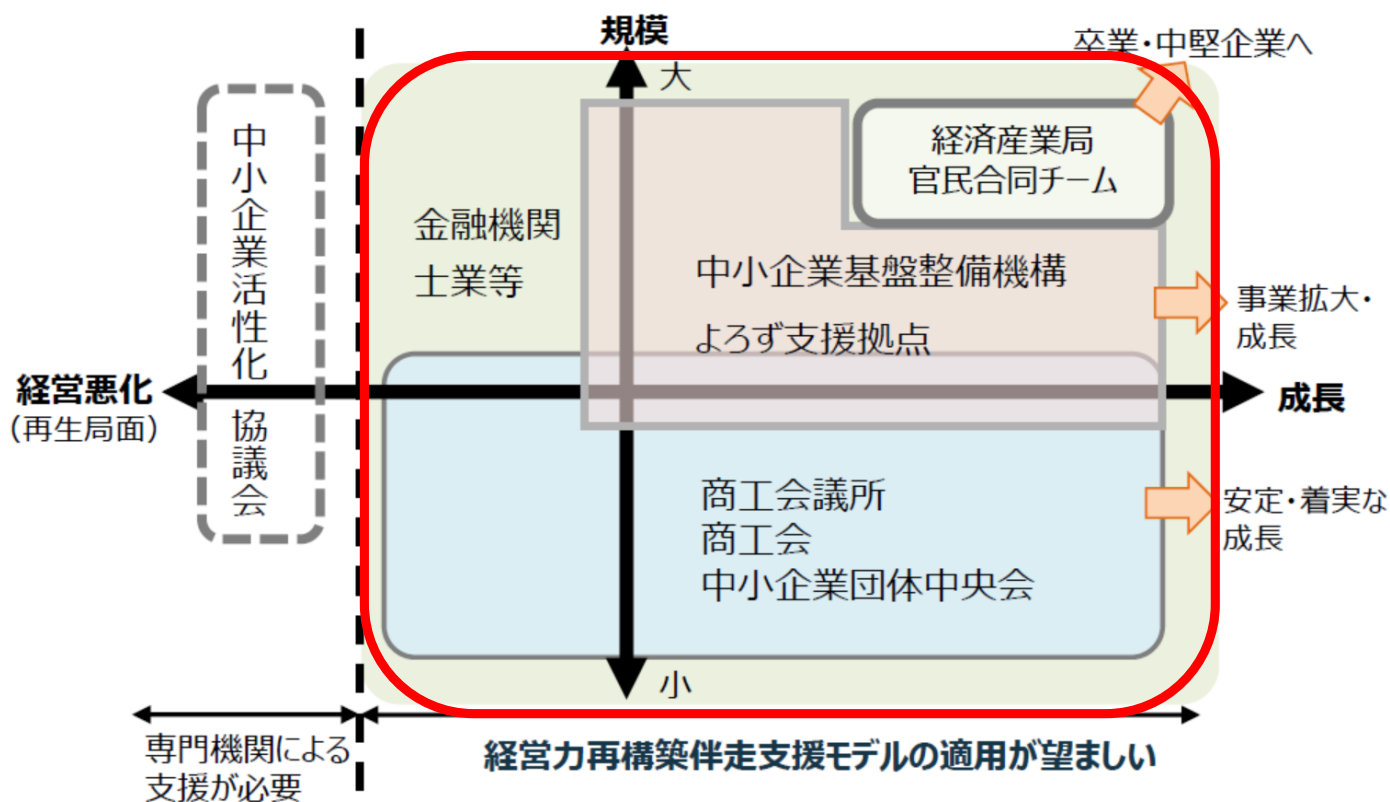 規模
大
卒業・中堅企業へ
中小企業活性化 協議会
経済産業局
官民合同チーム
金融機関
士業等
中小企業基盤整備機構
よろず支援拠点
事業拡大・
成長
経営悪化
（再生局面）
成長
商工会議所
商工会
中小企業団体中央会
安定・着実な
成長
小
専門機関による
支援が必要
経営力再構築伴走支援モデルの適用が望ましい